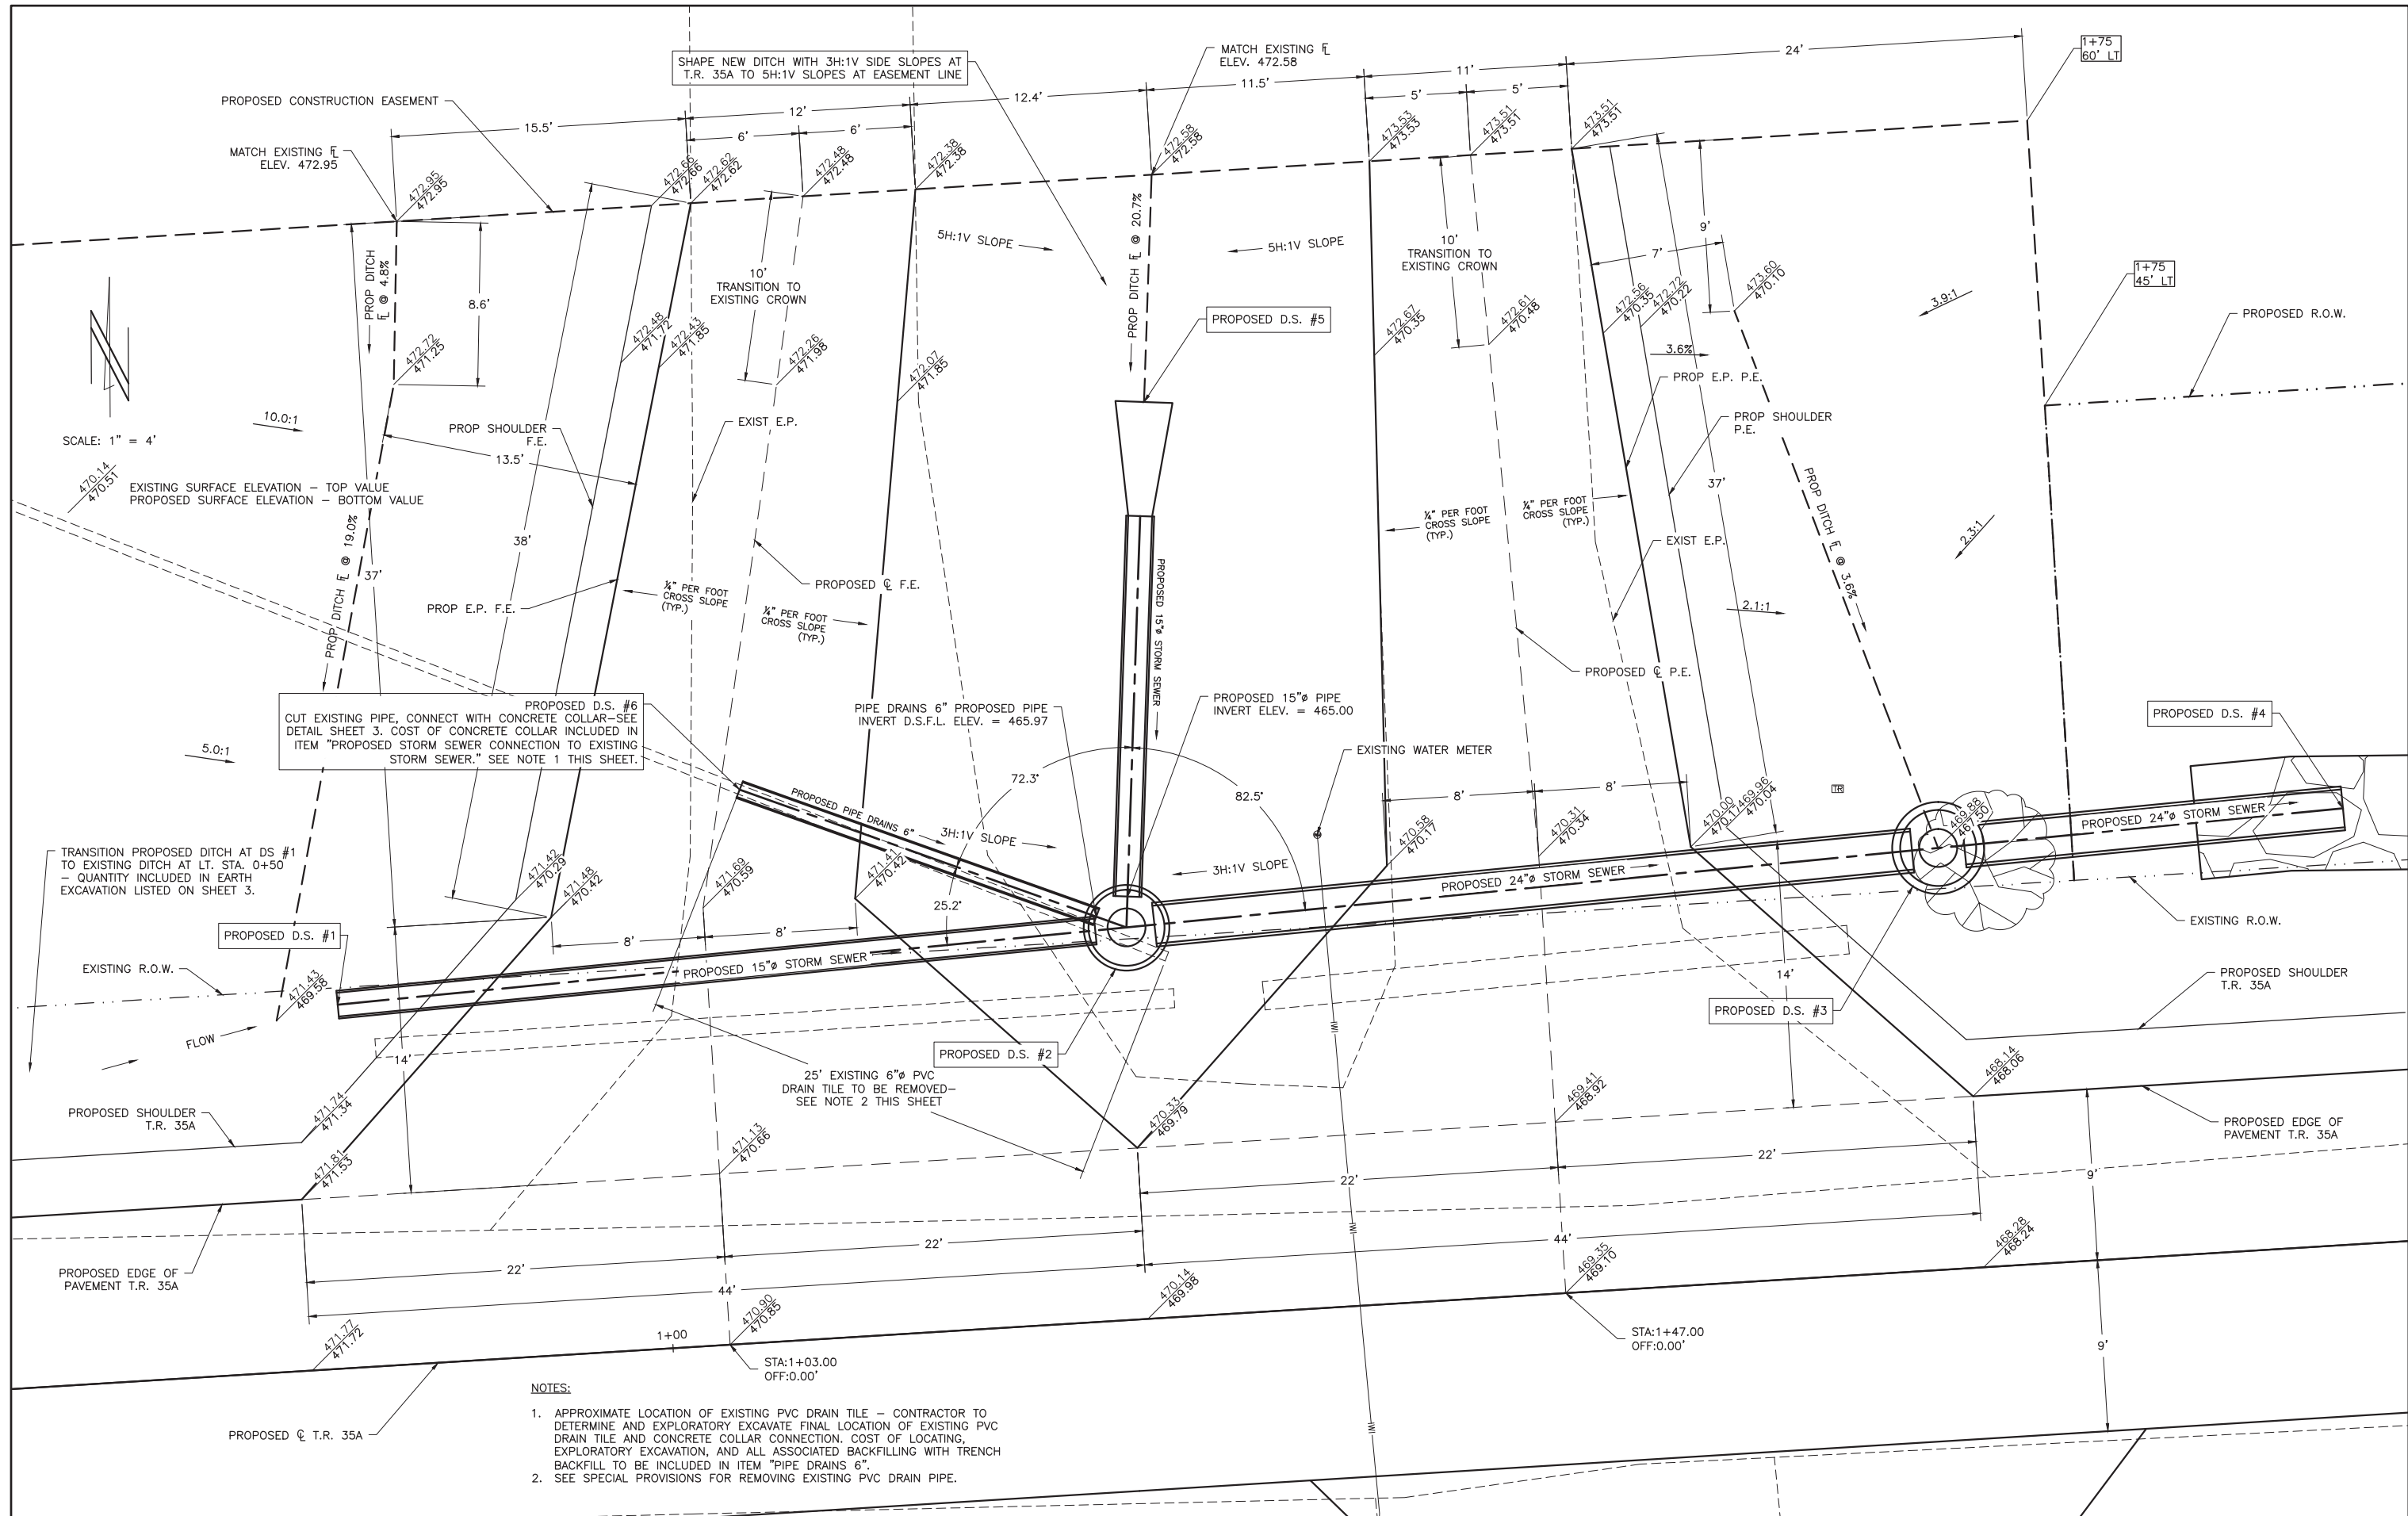 SHAPE NEW DITCH WITH 3H:1V SIDE SLOPES AT
T.R. 35A TO 5H:1V SLOPES AT EASEMENT LINE
MATCH EXISTING FL
ELEV. 472.58
24'
1+75
60' LT
PROPOSED CONSTRUCTION EASEMENT
15.5'
12'
12.4'
11.5'
11'
6'
6'
5'
5'
MATCH EXISTING FL
ELEV. 472.95
472.95
472.95
472.66
472.66
472.62
472.62
472.48
472.48
472.38
472.38
472.58
472.58
473.53
473.53
473.51
473.51
473.51
473.51
PROP DITCH
FL @ 4.8%
8.6'
10'
TRANSITION TO
EXISTING CROWN
5H:1V SLOPE
PROP DITCH FL @ 20.7%
5H:1V SLOPE
10'
TRANSITION TO
EXISTING CROWN
9'
7'
1+75
45' LT
473.60
470.10
3.9:1
PROPOSED R.O.W.
472.72
471.25
472.48
471.72
472.43
471.85
472.26
471.98
472.07
471.85
PROPOSED D.S. #5
472.67
470.35
472.61
470.48
472.56
470.35
472.72
470.22
3.6%
PROP E.P. P.E.
PROP SHOULDER
P.E.
SCALE: 1" = 4'
10.0:1
PROP SHOULDER
F.E.
13.5'
EXIST E.P.
470.14
470.51
EXISTING SURFACE ELEVATION – TOP VALUE
PROPOSED SURFACE ELEVATION – BOTTOM VALUE
PROP DITCH FL @ 19.0%
37'
38'
PROP E.P. F.E.
¼" PER FOOT
CROSS SLOPE
(TYP.)
¼" PER FOOT
CROSS SLOPE
(TYP.)
PROPOSED CL F.E.
PROPOSED 15"ø STORM SEWER
¼" PER FOOT
CROSS SLOPE
(TYP.)
¼" PER FOOT
CROSS SLOPE
(TYP.)
37'
EXIST E.P.
PROP DITCH FL @ 3.6%
2.3:1
2.1:1
PROPOSED CL P.E.
PROPOSED D.S. #6
CUT EXISTING PIPE, CONNECT WITH CONCRETE COLLAR–SEE
DETAIL SHEET 3. COST OF CONCRETE COLLAR INCLUDED IN
ITEM "PROPOSED STORM SEWER CONNECTION TO EXISTING
STORM SEWER." SEE NOTE 1 THIS SHEET.
5.0:1
PIPE DRAINS 6" PROPOSED PIPE
INVERT D.S.F.L. ELEV. = 465.97
PROPOSED 15"ø PIPE
INVERT ELEV. = 465.00
EXISTING WATER METER
PROPOSED D.S. #4
72.3°
82.5°
25.2°
PROPOSED PIPE DRAINS 6"
3H:1V SLOPE
3H:1V SLOPE
8'
8'
TR
470.58
470.17
470.31
470.34
470.00
470.17
469.96
470.04
469.88
467.50
PROPOSED 24"ø STORM SEWER
PROPOSED 24"ø STORM SEWER
TRANSITION PROPOSED DITCH AT DS #1
TO EXISTING DITCH AT LT. STA. 0+50
– QUANTITY INCLUDED IN EARTH
EXCAVATION LISTED ON SHEET 3.
471.42
470.29
471.48
470.42
471.69
470.59
471.41
470.42
PROPOSED D.S. #1
8'
8'
PROPOSED 15"ø STORM SEWER
EXISTING R.O.W.
EXISTING R.O.W.
471.43
469.58
FLOW
14'
14'
PROPOSED D.S. #2
PROPOSED D.S. #3
PROPOSED SHOULDER
T.R. 35A
25' EXISTING 6"ø PVC
DRAIN TILE TO BE REMOVED–
SEE NOTE 2 THIS SHEET
PROPOSED SHOULDER
T.R. 35A
471.74
471.34
471.81
471.53
471.13
470.66
470.33
469.79
469.41
468.92
468.14
468.06
PROPOSED EDGE OF
PAVEMENT T.R. 35A
22'
22'
9'
W
W
W
PROPOSED EDGE OF
PAVEMENT T.R. 35A
22'
22'
44'
44'
468.28
468.24
469.35
469.10
470.14
469.98
470.90
470.85
471.77
471.72
1+00
STA:1+03.00
OFF:0.00'
STA:1+47.00
OFF:0.00'
9'
PROPOSED CL T.R. 35A
NOTES:
1. APPROXIMATE LOCATION OF EXISTING PVC DRAIN TILE – CONTRACTOR TO
DETERMINE AND EXPLORATORY EXCAVATE FINAL LOCATION OF EXISTING PVC
DRAIN TILE AND CONCRETE COLLAR CONNECTION. COST OF LOCATING,
EXPLORATORY EXCAVATION, AND ALL ASSOCIATED BACKFILLING WITH TRENCH
BACKFILL TO BE INCLUDED IN ITEM "PIPE DRAINS 6".
2. SEE SPECIAL PROVISIONS FOR REMOVING EXISTING PVC DRAIN PIPE.